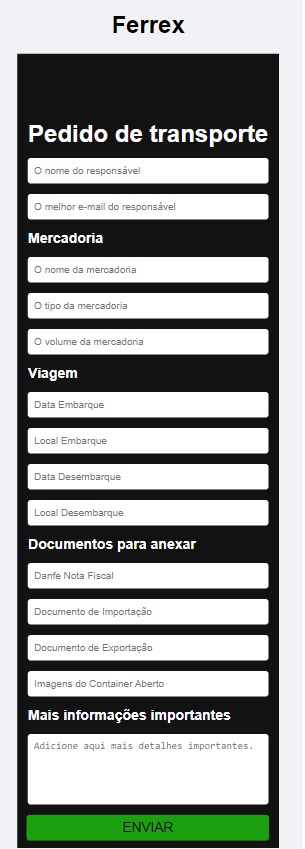 Ferrex
Pedido de transporte
O nome do responsável
O melhor e-mail do responsável
Mercadoria
O nome da mercadoria
O tipo da mercadoria
O volume da mercadoria
Viagem
Data Embarque
Local Embarque
Data Desembarque
Local Desembarque
Documentos para anexar
Danfe Nota Fiscal
Documento de Importação
Documento de Exportação
Imagens do Container Aberto
Mais informações importantes
Adicione aqui mais detalhes importantes.
ENVIAR